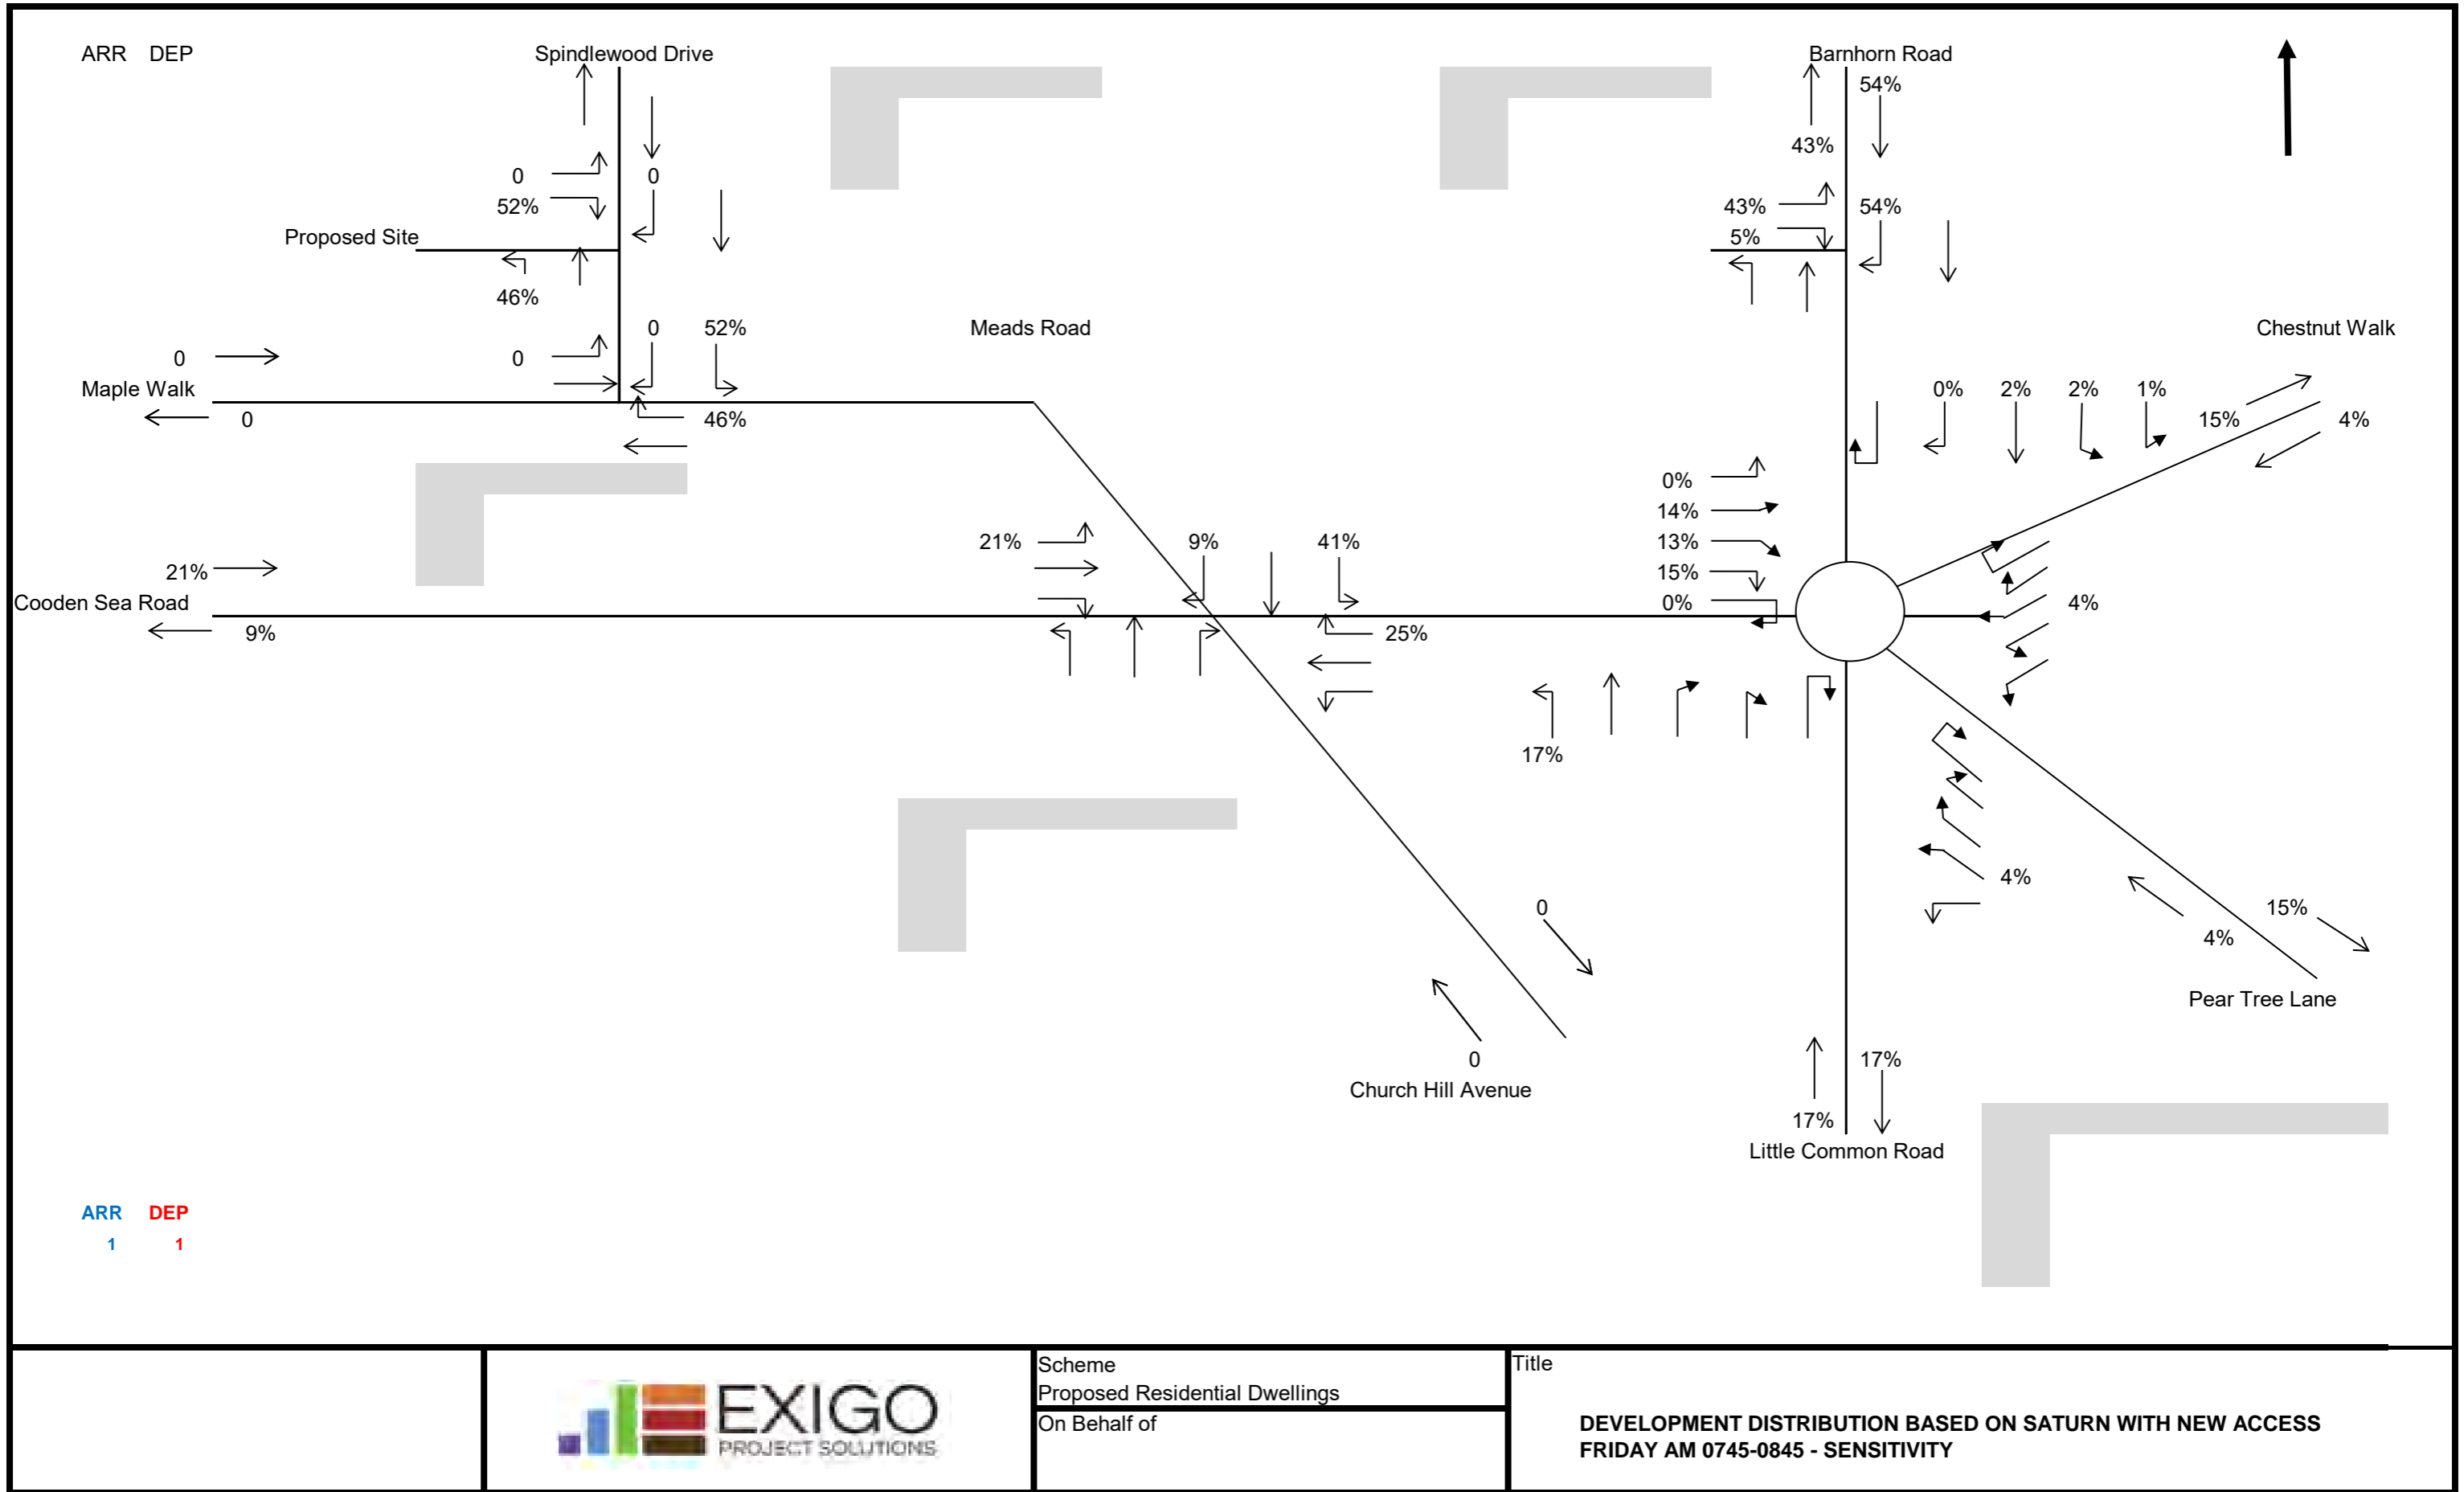 ARR DEP
Spindlewood Drive
Barnhorn Road
54%
43%
0
0
52%
43%
54%
5%
Proposed Site
46%
0
52%
Meads Road
Chestnut Walk
0
0
Maple Walk
0
46%
0%
2%
2%
1%
15%
4%
0%
14%
13%
15%
0%
21%
9%
41%
21%
Cooden Sea Road
9%
25%
4%
17%
4%
0
15%
4%
Pear Tree Lane
0
17%
Church Hill Avenue
17%
Little Common Road
ARR DEP
1 1
EXIGO
PROJECT SOLUTIONS
Scheme
Proposed Residential Dwellings
On Behalf of
Title
DEVELOPMENT DISTRIBUTION BASED ON SATURN WITH NEW ACCESS
FRIDAY AM 0745-0845 - SENSITIVITY